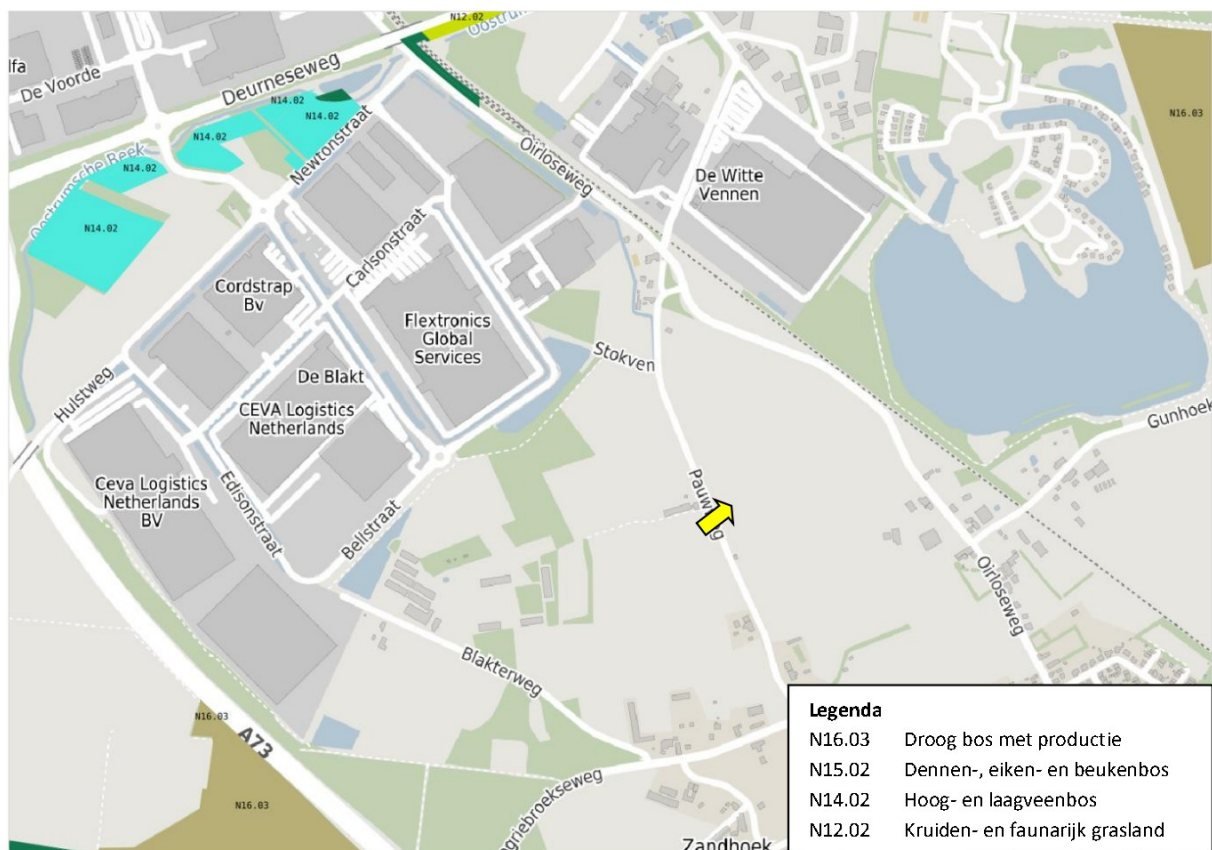 N12.02
Oostrum
lfa
De Voorde
Deurneseweg
N14.02
N14.02
N14.02
N14.02
N14.02
Oostrumsche Beek
Newtonstraat
Oirloseweg
N16.03
De Witte
Vennen
Carlsonstraat
Cordstrap
Bv
Flextronics
Global
Services
Stokven
De Blakt
CEVA Logistics
Netherlands
Hulstweg
Gunhoek
Ceva Logistics
Netherlands
BV
Edisonstraat
Bellstraat
Oirloseweg
Blakterweg
N16.03
A73
N16.03
Zandhoek
Legenda
N16.03 Droog bos met productie
N15.02 Dennen-, eiken- en beukenbos
N14.02 Hoog- en laagveenbos
N12.02 Kruiden- en faunarijk grasland